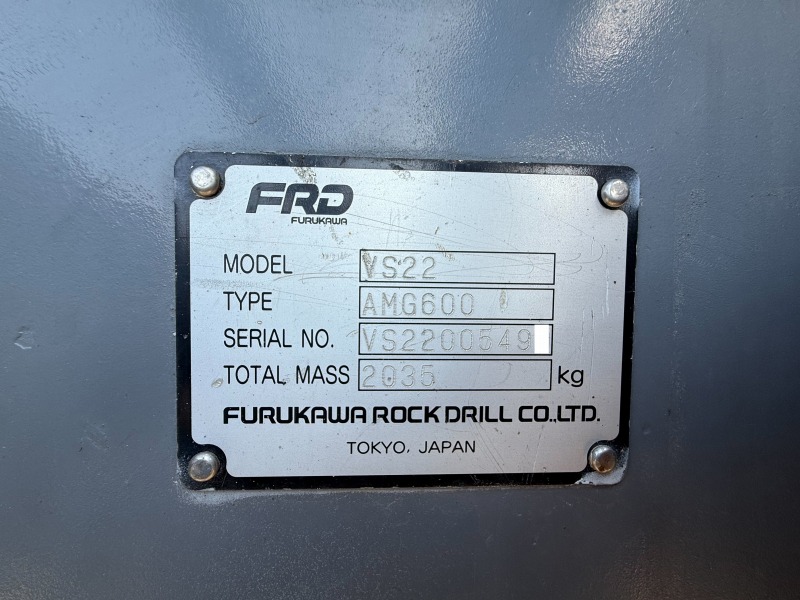 FRD
FURUKAWA
MODEL VS22
TYPE AMG600
SERIAL NO. VS2200549
TOTAL MASS 2035 kg
FURUKAWA ROCK DRILL CO.,LTD.
TOKYO, JAPAN